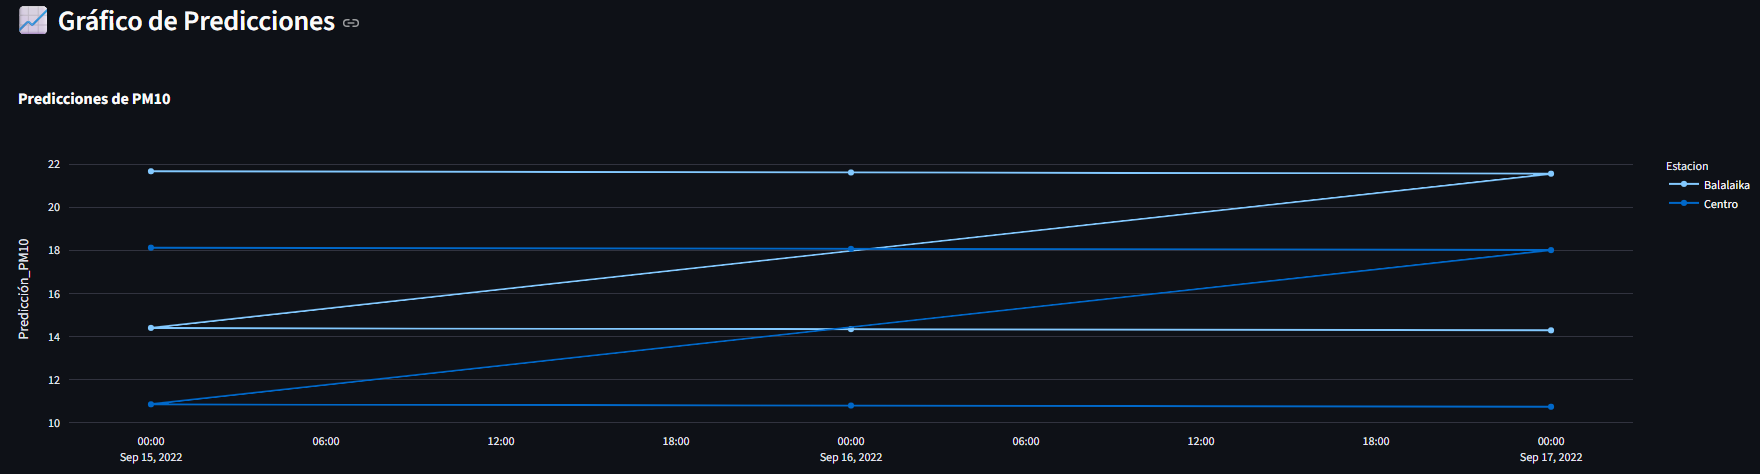 Gráfico de Predicciones
Predicciones de PM10
22
20
18
16
14
12
10
Predicción_PM10
00:00
Sep 15, 2022
06:00
12:00
18:00
00:00
Sep 16, 2022
06:00
12:00
18:00
00:00
Sep 17, 2022
Estacion
Balalaika
Centro